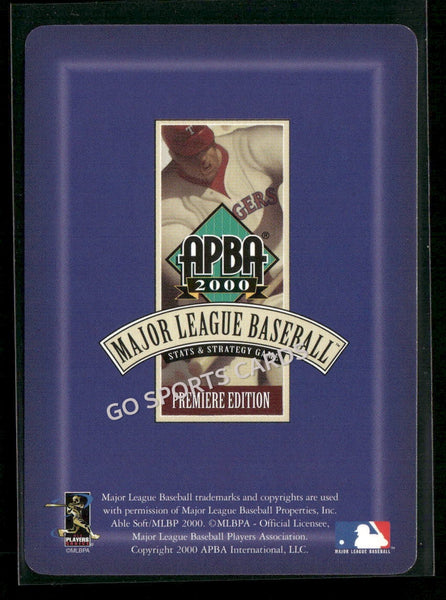 T
GERS
APBA®
2000
MAJOR LEAGUE BASEBALL™
STATS & STRATEGY GAME
GO SPORTS CARDS
PREMIERE EDITION
Major League Baseball trademarks and copyrights are used
with permission of Major League Baseball Properties, Inc.
Able Soft/MLBP 2000. ©MLBPA - Official Licensee,
Major League Baseball Players Association.
Copyright 2000 APBA International, LLC.
PLAYERS
©MLBPA
MAJOR LEAGUE BASEBALL™